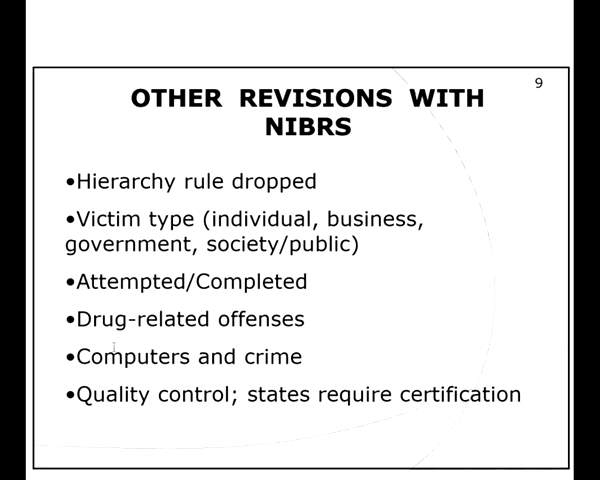 9
OTHER REVISIONS WITH
NIBRS
•Hierarchy rule dropped
•Victim type (individual, business,
government, society/public)
•Attempted/Completed
•Drug-related offenses
•Computers and crime
•Quality control; states require certification